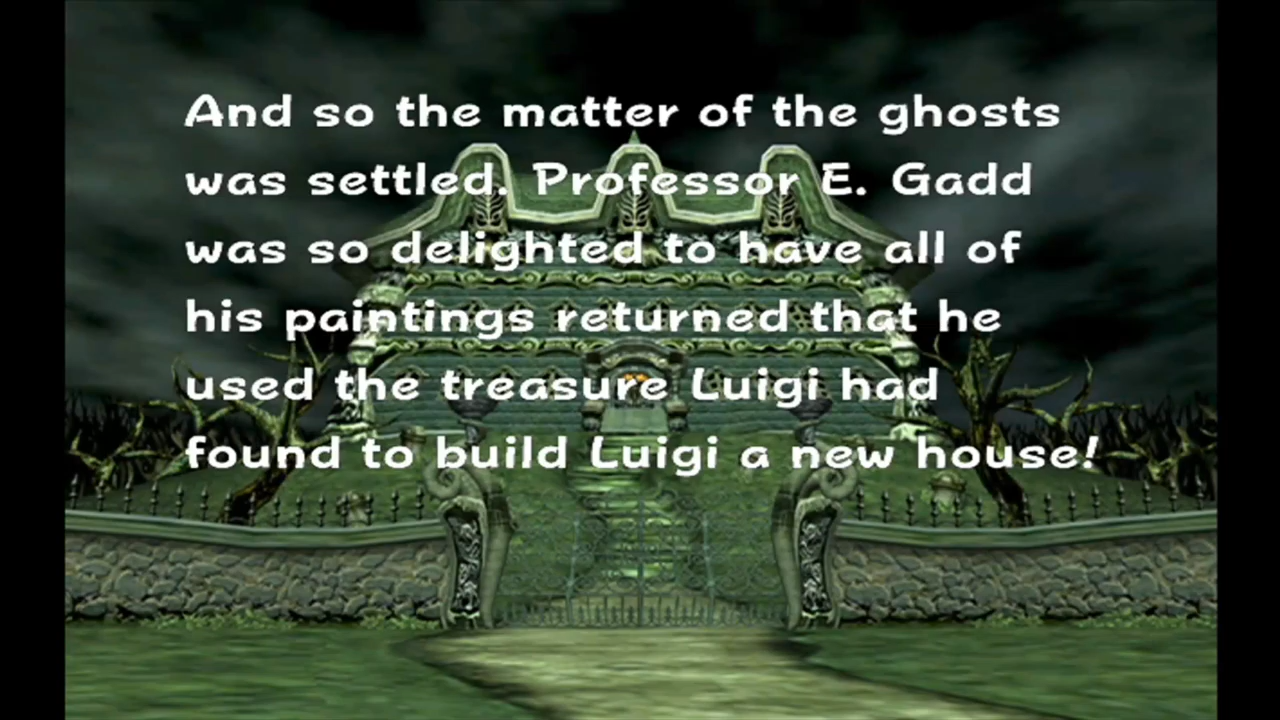 And so the matter of the ghosts
was settled. Professor E. Gadd
was so delighted to have all of
his paintings returned that he
used the treasure Luigi had
found to build Luigi a new house!